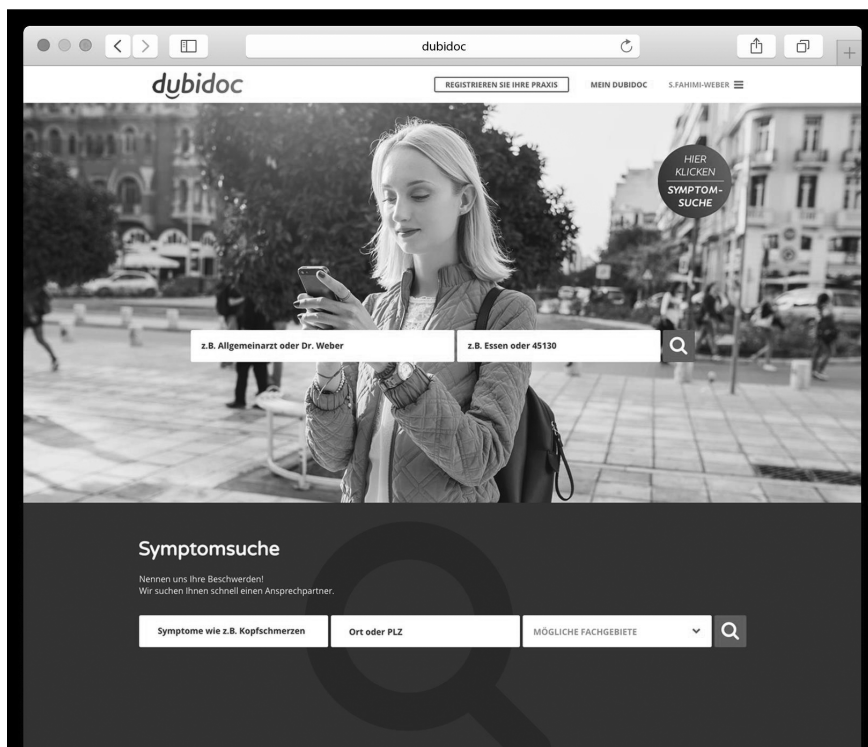 dubidoc
dubidoc
REGISTRIEREN SIE IHRE PRAXIS
MEIN DUBIDOC
S.FAHIMI-WEBER
HIER
KLICKEN
SYMPTOM-
SUCHE
z.B. Allgemeinarzt oder Dr. Weber
z.B. Essen oder 45130
Symptomsuche
Nennen uns Ihre Beschwerden!
Wir suchen Ihnen schnell einen Ansprechpartner.
Symptome wie z.B. Kopfschmerzen
Ort oder PLZ
MÖGLICHE FACHGEBIETE